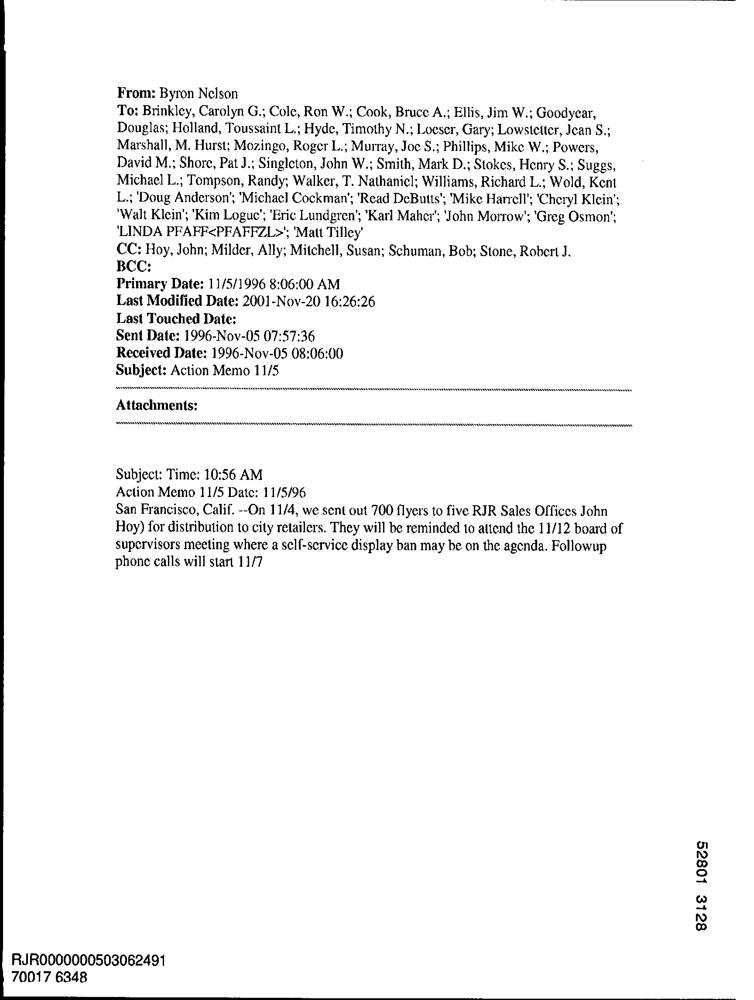 From: Byron Nelson
To: Brinkley, Carolyn G.; Cole, Ron W.; Cook, Bruce A.; Ellis, Jim W.; Goodyear,
Douglas; Holland, Toussaint L.; Hyde, Timothy N.; Loeser, Gary; Lowstetter, Jean S.;
Marshall, M. Hurst; Mozingo, Roger L.; Murray, Joe S.; Phillips, Mike W.; Powers,
David M.; Shore, Pat J.; Singleton, John W.; Smith, Mark D.; Stokes, Henry S.; Suggs,
Michael L.; Tompson, Randy; Walker, T. Nathaniel; Williams, Richard L.; Wold, Kent
L.; 'Doug Anderson'; 'Michael Cockman'; 'Read DeButts'; 'Mike Harrell'; 'Cheryl Klein';
'Walt Klein'; 'Kim Logue'; 'Eric Lundgren'; 'Karl Maher'; 'John Morrow'; 'Greg Osmon';
'LINDA PFAFF<PFAFFZL>'; 'Matt Tilley'
CC: Hoy, John; Milder, Ally; Mitchell, Susan; Schuman, Bob; Stone, Robert J.
BCC:
Primary Date: 11/5/1996 8:06:00 AM
Last Modified Date: 2001-Nov-20 16:26:26
Last Touched Date:
Sent Date: 1996-Nov-05 07:57:36
Received Date: 1996-Nov-05 08:06:00
Subject: Action Memo 11/5
Attachments:
Subject: Time: 10:56 AM
Action Memo 11/5 Date: 11/5/96
San Francisco, Calif. --On 11/4, we sent out 700 flyers to five RJR Sales Offices John
Hoy) for distribution to city retailers. They will be reminded to attend the 11/12 board of
supervisors meeting where a self-service display ban may be on the agenda. Followup
phone calls will start 11/7
52801 3128
RJR0000000503062491
70017 6348